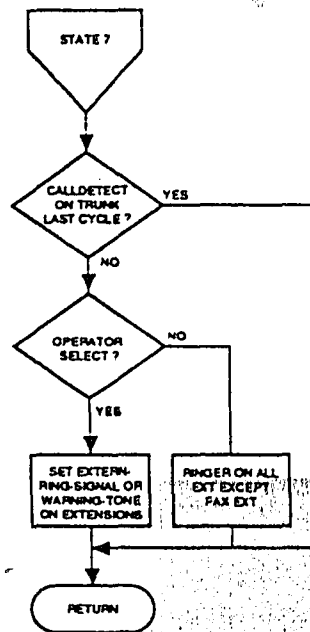 STATE 7
CALLDETECT
ON TRUNK
LAST CYCLE ?
YES
NO
OPERATOR
SELECT ?
NO
YES
SET EXTERN-
RING-SIGNAL OR
WARNING-TONE
ON EXTENSIONS
RINGER ON ALL
EXT EXCEPT
FAX EXT
RETURN